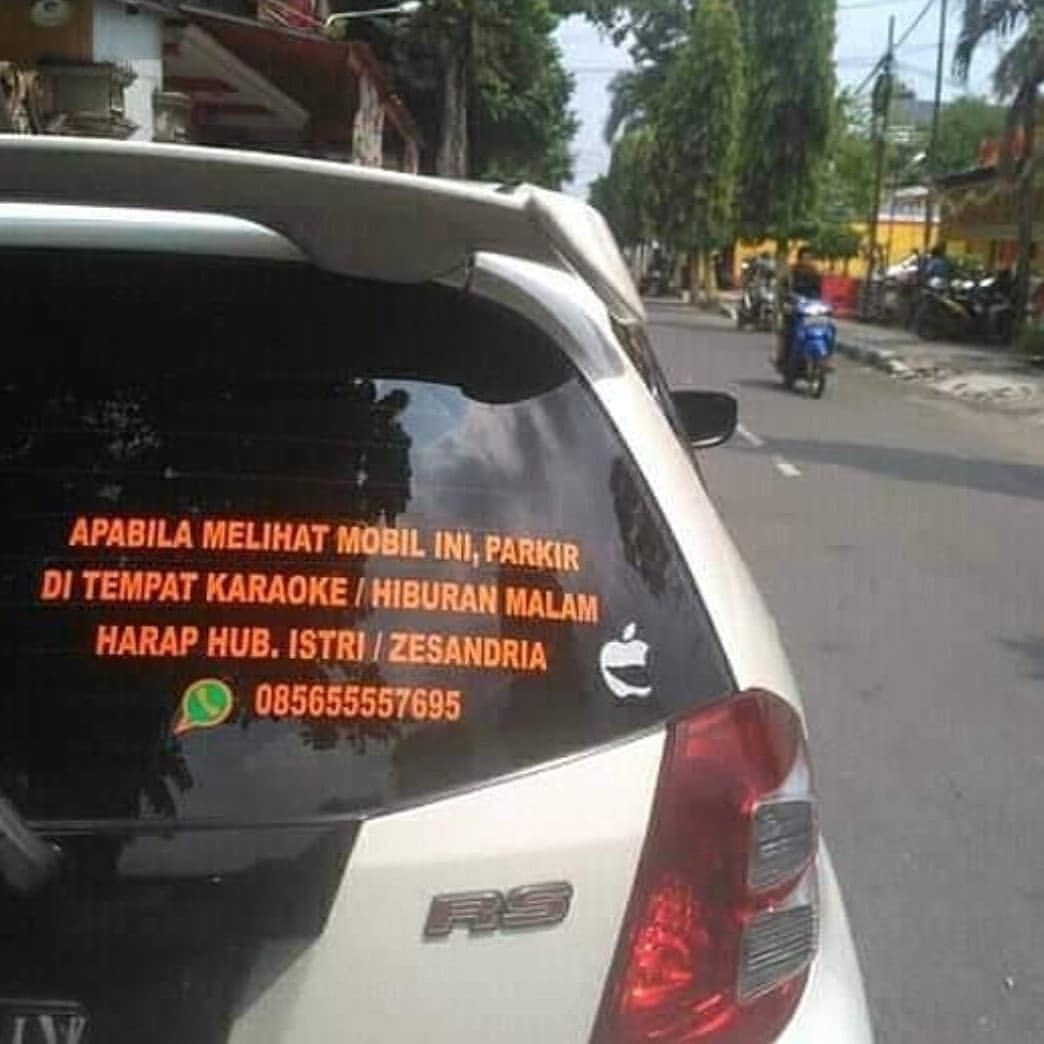 APABILA MELIHAT MOBIL INI, PARKIR
DI TEMPAT KARAOKE / HIBURAN MALAM
HARAP HUB. ISTRI / ZESANDRIA
085655557695
RS